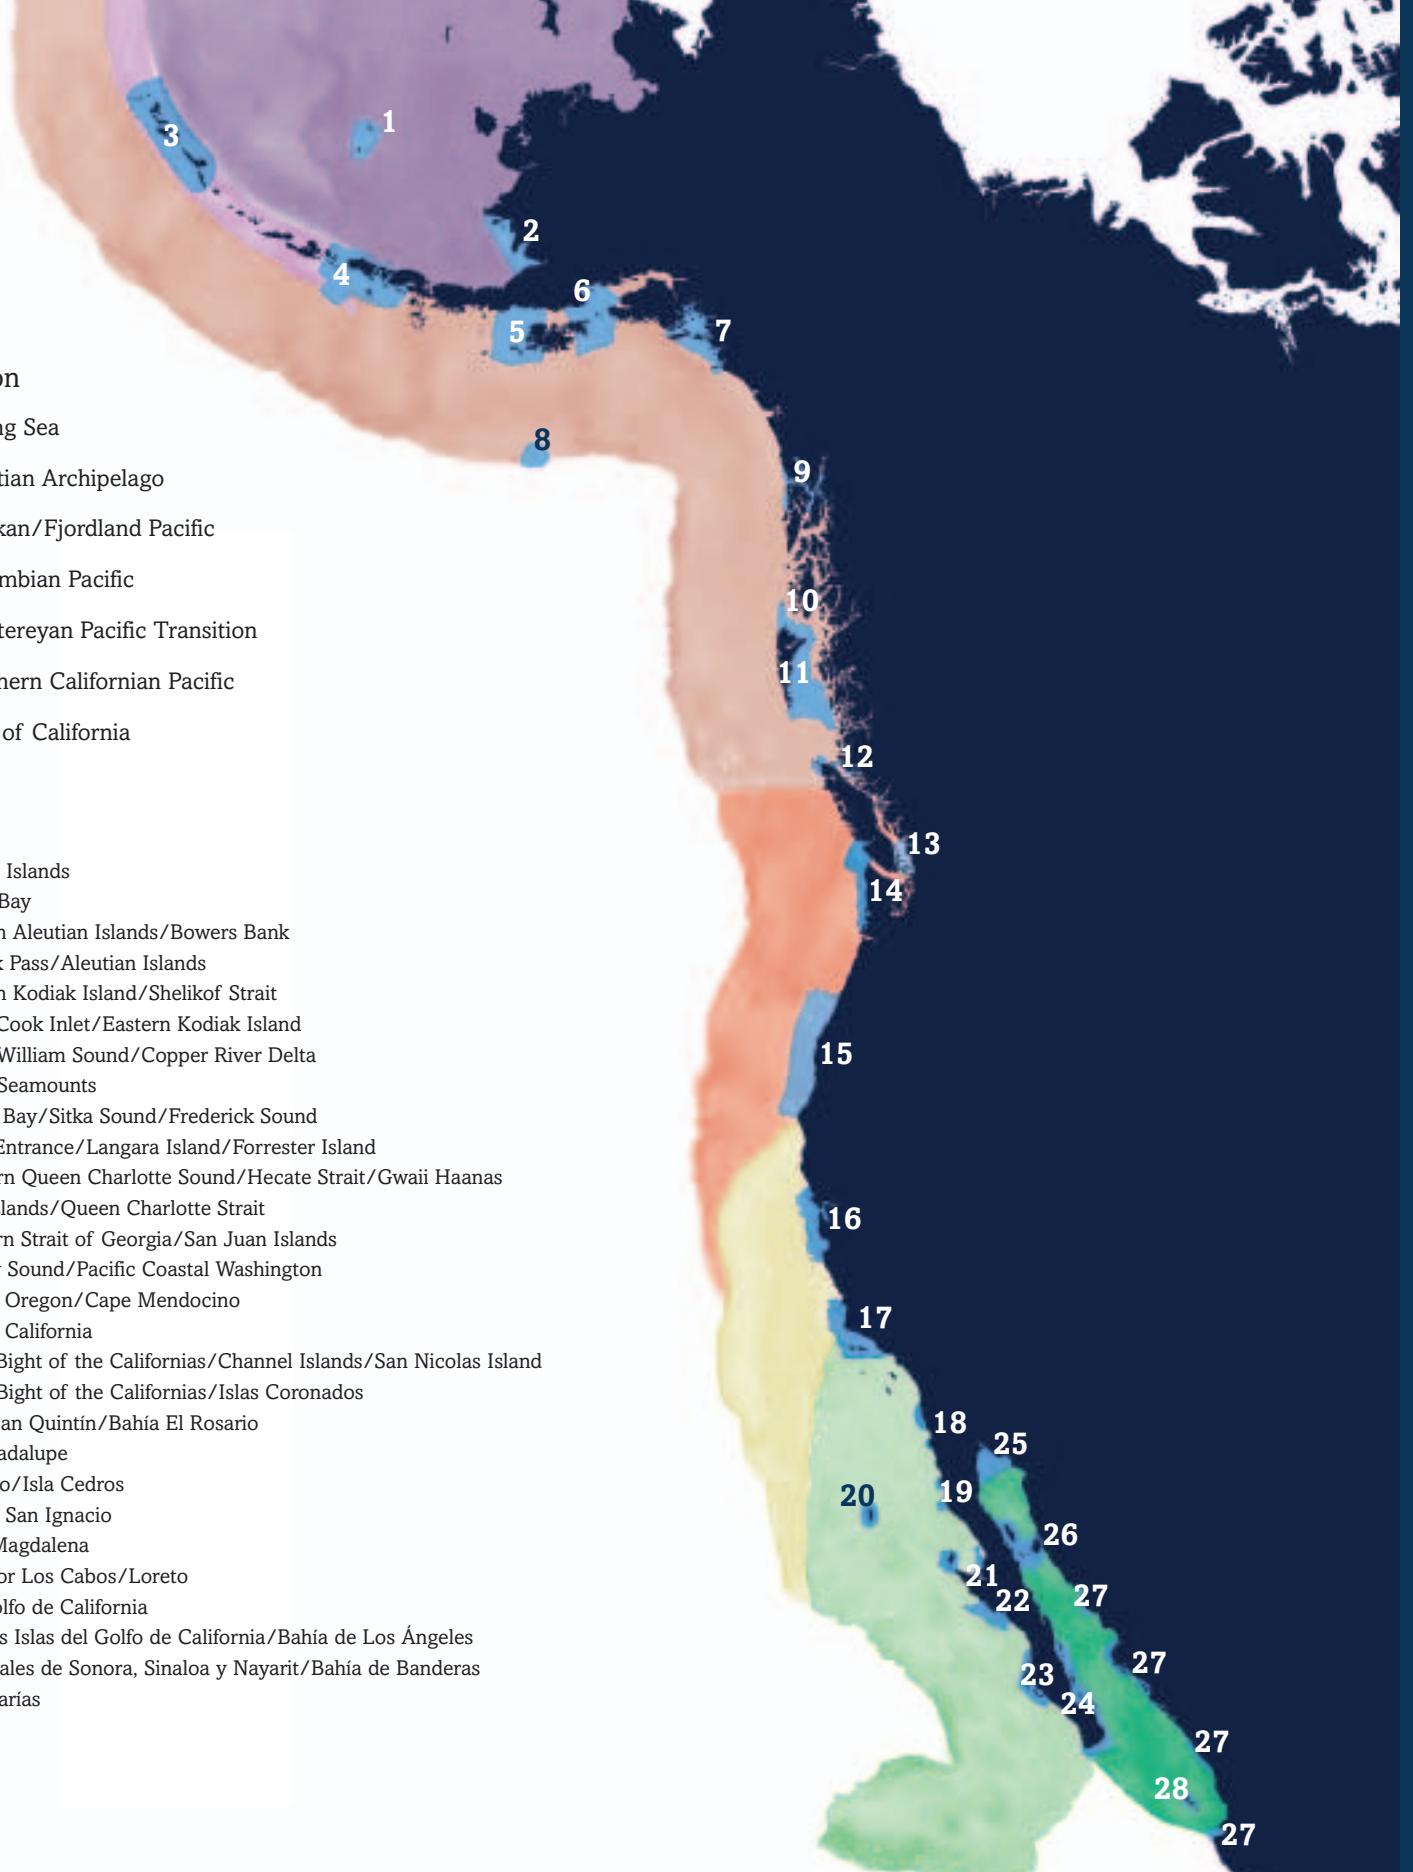 on
ng Sea
tian Archipelago
kan/Fjordland Pacific
mbian Pacific
tereyan Pacific Transition
hern Californian Pacific
of California
Islands
Bay
n Aleutian Islands/Bowers Bank
k Pass/Aleutian Islands
n Kodiak Island/Shelikof Strait
Cook Inlet/Eastern Kodiak Island
William Sound/Copper River Delta
Seamounts
Bay/Sitka Sound/Frederick Sound
Entrance/Langara Island/Forrester Island
rn Queen Charlotte Sound/Hecate Strait/Gwaii Haanas
slands/Queen Charlotte Strait
rn Strait of Georgia/San Juan Islands
y Sound/Pacific Coastal Washington
Oregon/Cape Mendocino
California
Bight of the Californias/Channel Islands/San Nicolas Island
Bight of the Californias/Islas Coronados
an Quintín/Bahía El Rosario
adalupe
o/Isla Cedros
San Ignacio
Magdalena
or Los Cabos/Loreto
olfo de California
s Islas del Golfo de California/Bahía de Los Ángeles
ales de Sonora, Sinaloa y Nayarit/Bahía de Banderas
arías
1
3
2
4
6
5
7
8
9
10
11
12
13
14
15
16
17
18
25
19
20
26
21
27
22
27
23
24
27
28
27